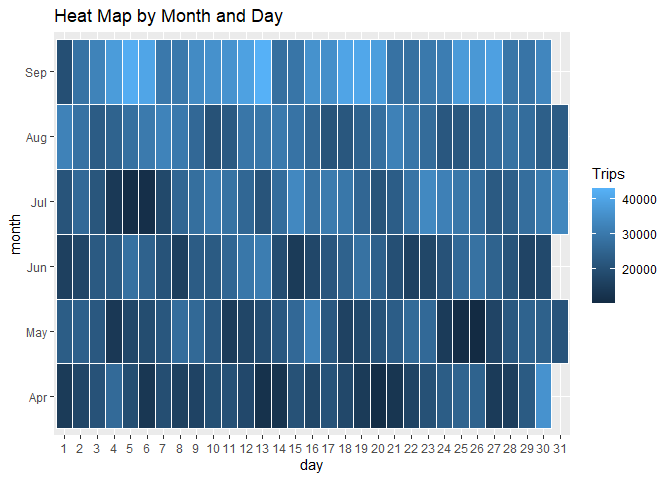 Heat Map by Month and Day
Sep
Aug
Jul
Jun
May
Apr
month
1 2 3 4 5 6 7 8 9 10 11 12 13 14 15 16 17 18 19 20 21 22 23 24 25 26 27 28 29 30 31
day
Trips
40000
30000
20000